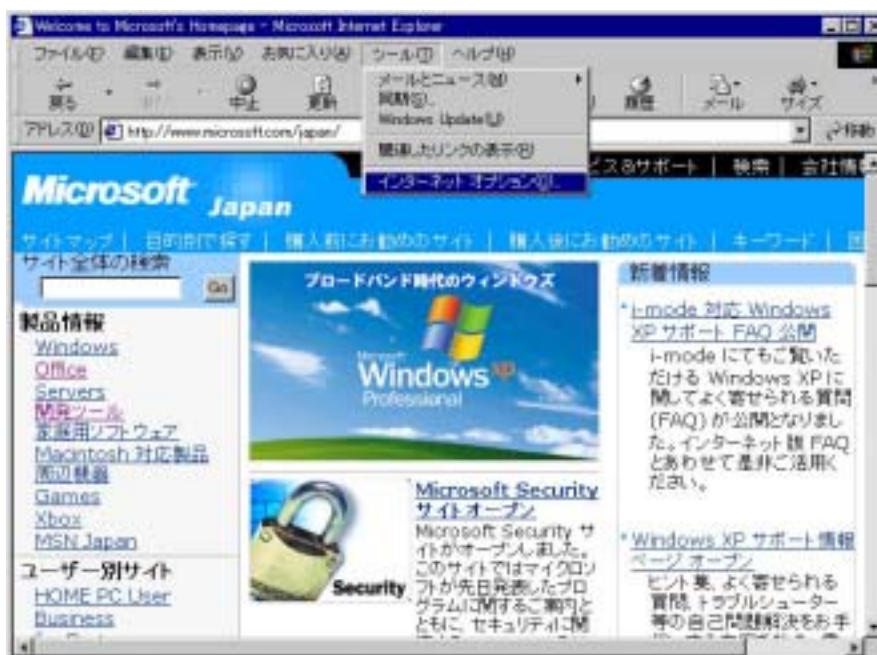 Welcome to Microsoft's Homepage - Microsoft Internet Explorer
ファイル(F) 編集(E) 表示(V) お気に入り(A) ツール(T) ヘルプ(H)
メールとニュース(M)
同期(S)...
Windows Update(U)
関連したリンクの表示(R)
インターネット オプション(O)...
戻る 中止 更新 履歴 メール サイズ
アドレス(D) http://www.microsoft.com/japan/ 移動
ビス&サポート | 検索 | 会社情
Microsoft Japan
サイトマップ | 目的別で探す | 購入前にお勧めのサイト | 購入後にお勧めのサイト | キーワード |
サイト全体の検索
Go
製品情報
Windows
Office
Servers
開発ツール
家庭用ソフトウェア
Macintosh 対応製品
周辺機器
Games
Xbox
MSN Japan
ユーザー別サイト
HOME PC User
Business
ブロードバンド時代のウィンドウズ
Microsoft
Windows XP
Professional
Security
Microsoft Security
サイトオープン
Microsoft Security サ
イトがオープンしました。
このサイトではマイクロソ
フトが先日発表したプロ
グラムに関するご案内と
ともに、セキュリティに関
新着情報
i-mode 対応 Windows
XP サポート FAQ 公開
i-mode にてもご覧いた
だける Windows XP に
関してよく寄せられる質問
(FAQ) が公開となりまし
た。インターネット版 FAQ
とあわせて是非ご活用く
ださい。
Windows XP サポート情報
ページ オープン
ヒント集、よく寄せられる
質問、トラブルシューター
等の自己問題解決をお手